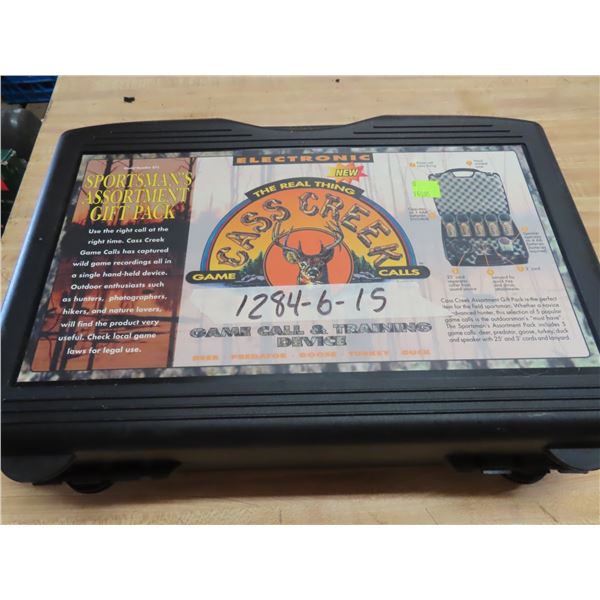 SPORTSMAN'S
ASSORTMENT
GIFT PACK
Use the right call at the
right time. Cass Creek
Game Calls has captured
wild game recordings all in
a single hand-held device.
Outdoor enthusiasts such
as hunters, photographers,
hikers, and nature lovers,
will find the product very
useful. Check local game
laws for legal use.
ELECTRONIC
NEW
THE REAL THING
CASS CREEK
GAME CALLS
1284-6-15
GAME CALL & TRAINING
DEVICE
DEER · PREDATOR · GOOSE · TURKEY · DUCK
Cass Creek Assortment Gift Pack is the perfect
item for the field sportsman. Whether a novice
advanced hunter, this selection of 5 popular
game calls is the outdoorsman's "must have".
The Sportsman's Assortment Pack includes 5
game calls: deer, predator, goose, turkey, duck
and speaker with 25' and 5' cords and lanyard.